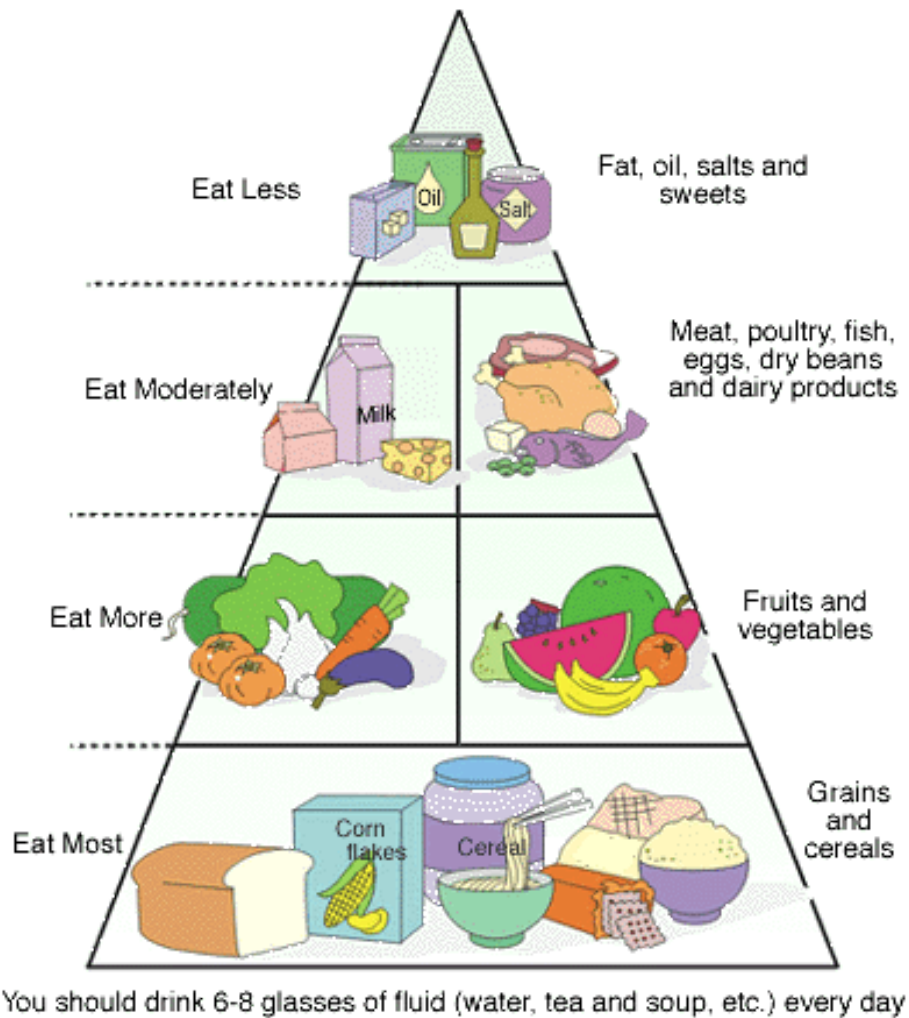 Eat Less
Oil
Salt
Fat, oil, salts and
sweets
Eat Moderately
Milk
Meat, poultry, fish,
eggs, dry beans
and dairy products
Eat More
Fruits and
vegetables
Eat Most
Corn
flakes
Cereal
Grains
and
cereals
You should drink 6-8 glasses of fluid (water, tea and soup, etc.) every day